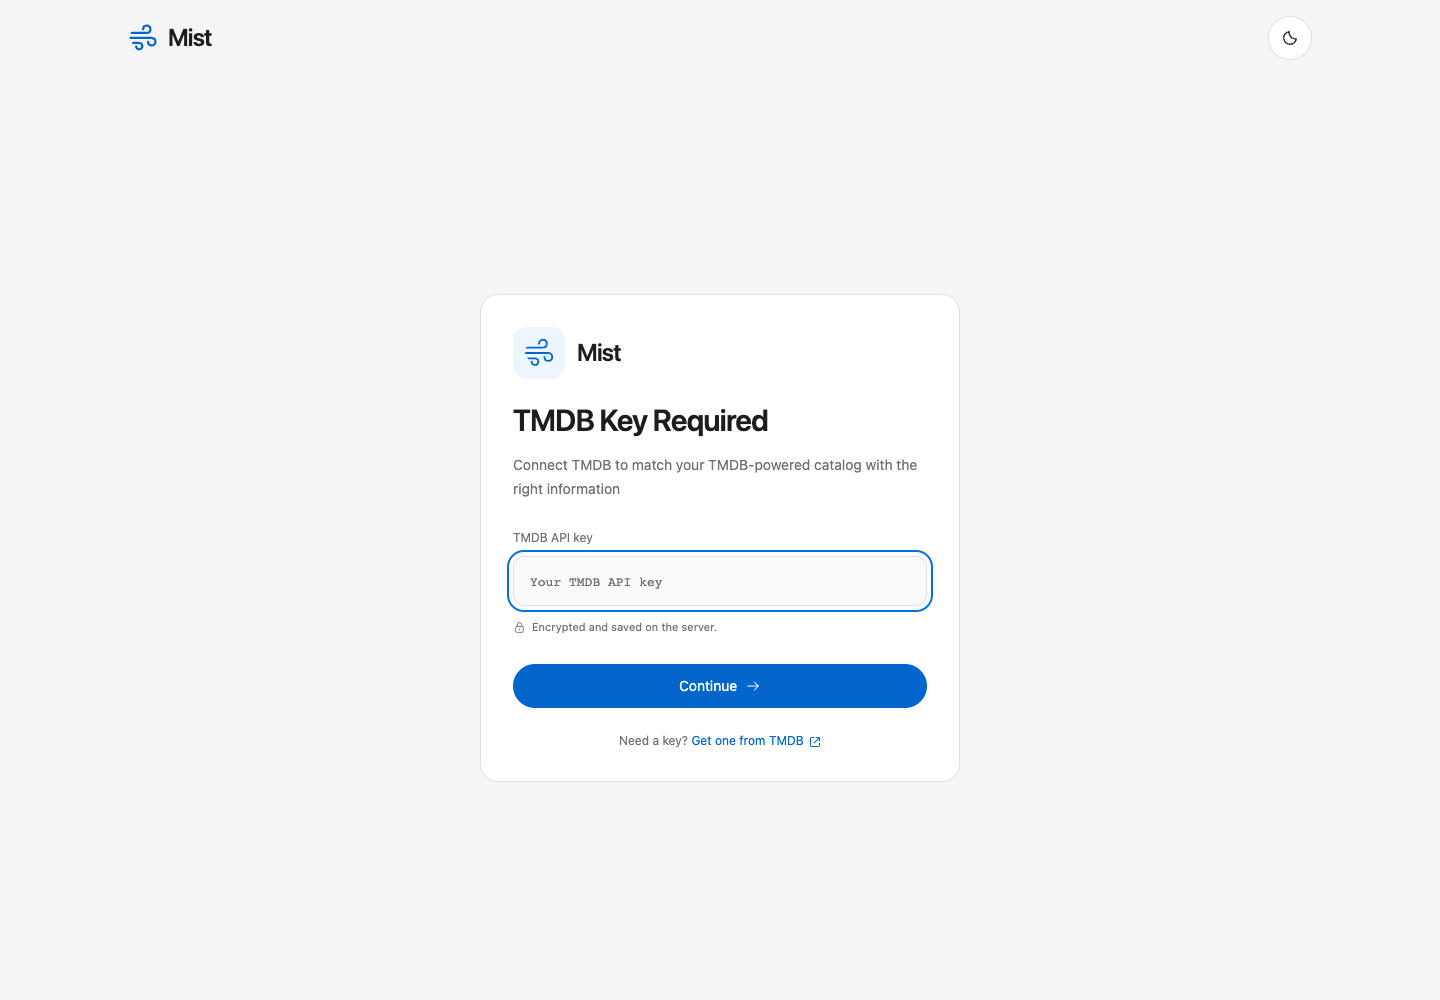 Mist
Mist
TMDB Key Required
Connect TMDB to match your TMDB-powered catalog with the
right information
TMDB API key
Your TMDB API key
Encrypted and saved on the server.
Continue
Need a key? Get one from TMDB